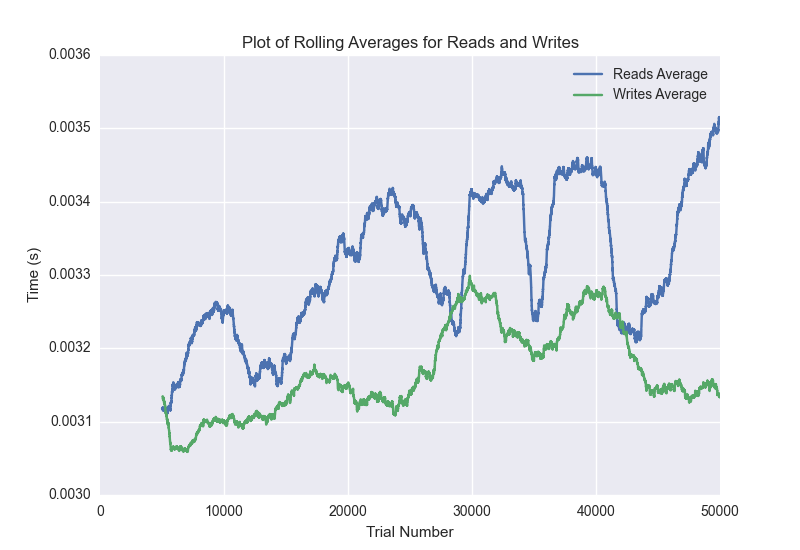 Plot of Rolling Averages for Reads and Writes
0.0036
0.0035
0.0034
0.0033
0.0032
0.0031
0.0030
Time (s)
Reads Average
Writes Average
0 10000 20000 30000 40000 50000
Trial Number